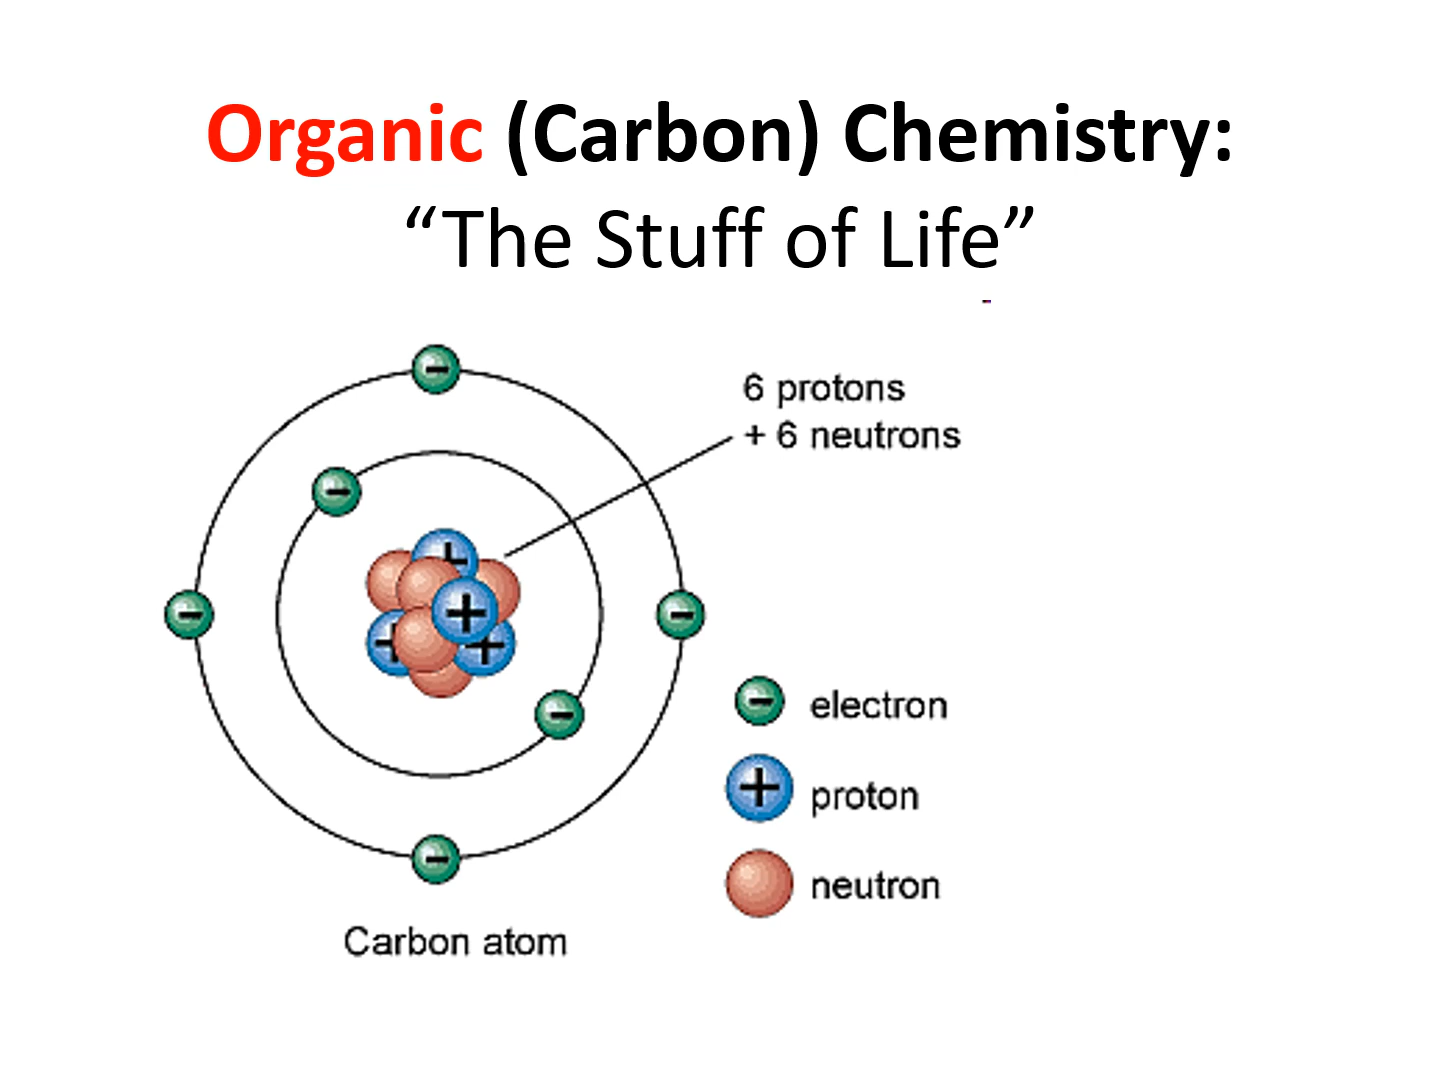 Organic (Carbon) Chemistry:
“The Stuff of Life”
6 protons
+ 6 neutrons
electron
proton
neutron
Carbon atom